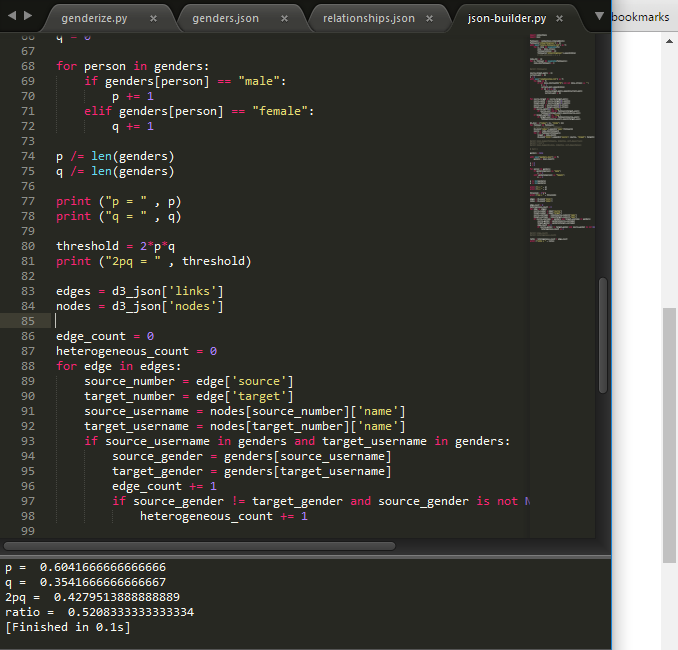 genderize.py × genders.json × relationships.json × json-builder.py × bookmarks
67
68 for person in genders:
69 if genders[person] == "male":
70 p += 1
71 elif genders[person] == "female":
72 q += 1
73
74 p /= len(genders)
75 q /= len(genders)
76
77 print ("p = " , p)
78 print ("q = " , q)
79
80 threshold = 2*p*q
81 print ("2pq = " , threshold)
82
83 edges = d3_json['links']
84 nodes = d3_json['nodes']
85
86 edge_count = 0
87 heterogeneous_count = 0
88 for edge in edges:
89 source_number = edge['source']
90 target_number = edge['target']
91 source_username = nodes[source_number]['name']
92 target_username = nodes[target_number]['name']
93 if source_username in genders and target_username in genders:
94 source_gender = genders[source_username]
95 target_gender = genders[target_username]
96 edge_count += 1
97 if source_gender != target_gender and source_gender is not
98 heterogeneous_count += 1
99
p = 0.6041666666666666
q = 0.3541666666666667
2pq = 0.4279513888888889
ratio = 0.5208333333333334
[Finished in 0.1s]